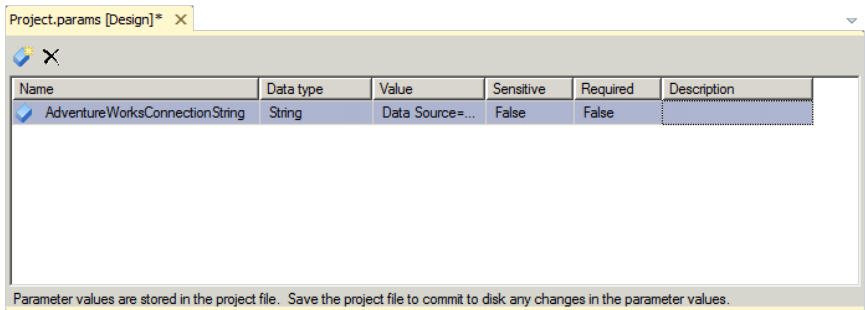 Project.params [Design]* X
Name Data type Value Sensitive Required Description
AdventureWorksConnectionString String Data Source=... False False
Parameter values are stored in the project file. Save the project file to commit to disk any changes in the parameter values.